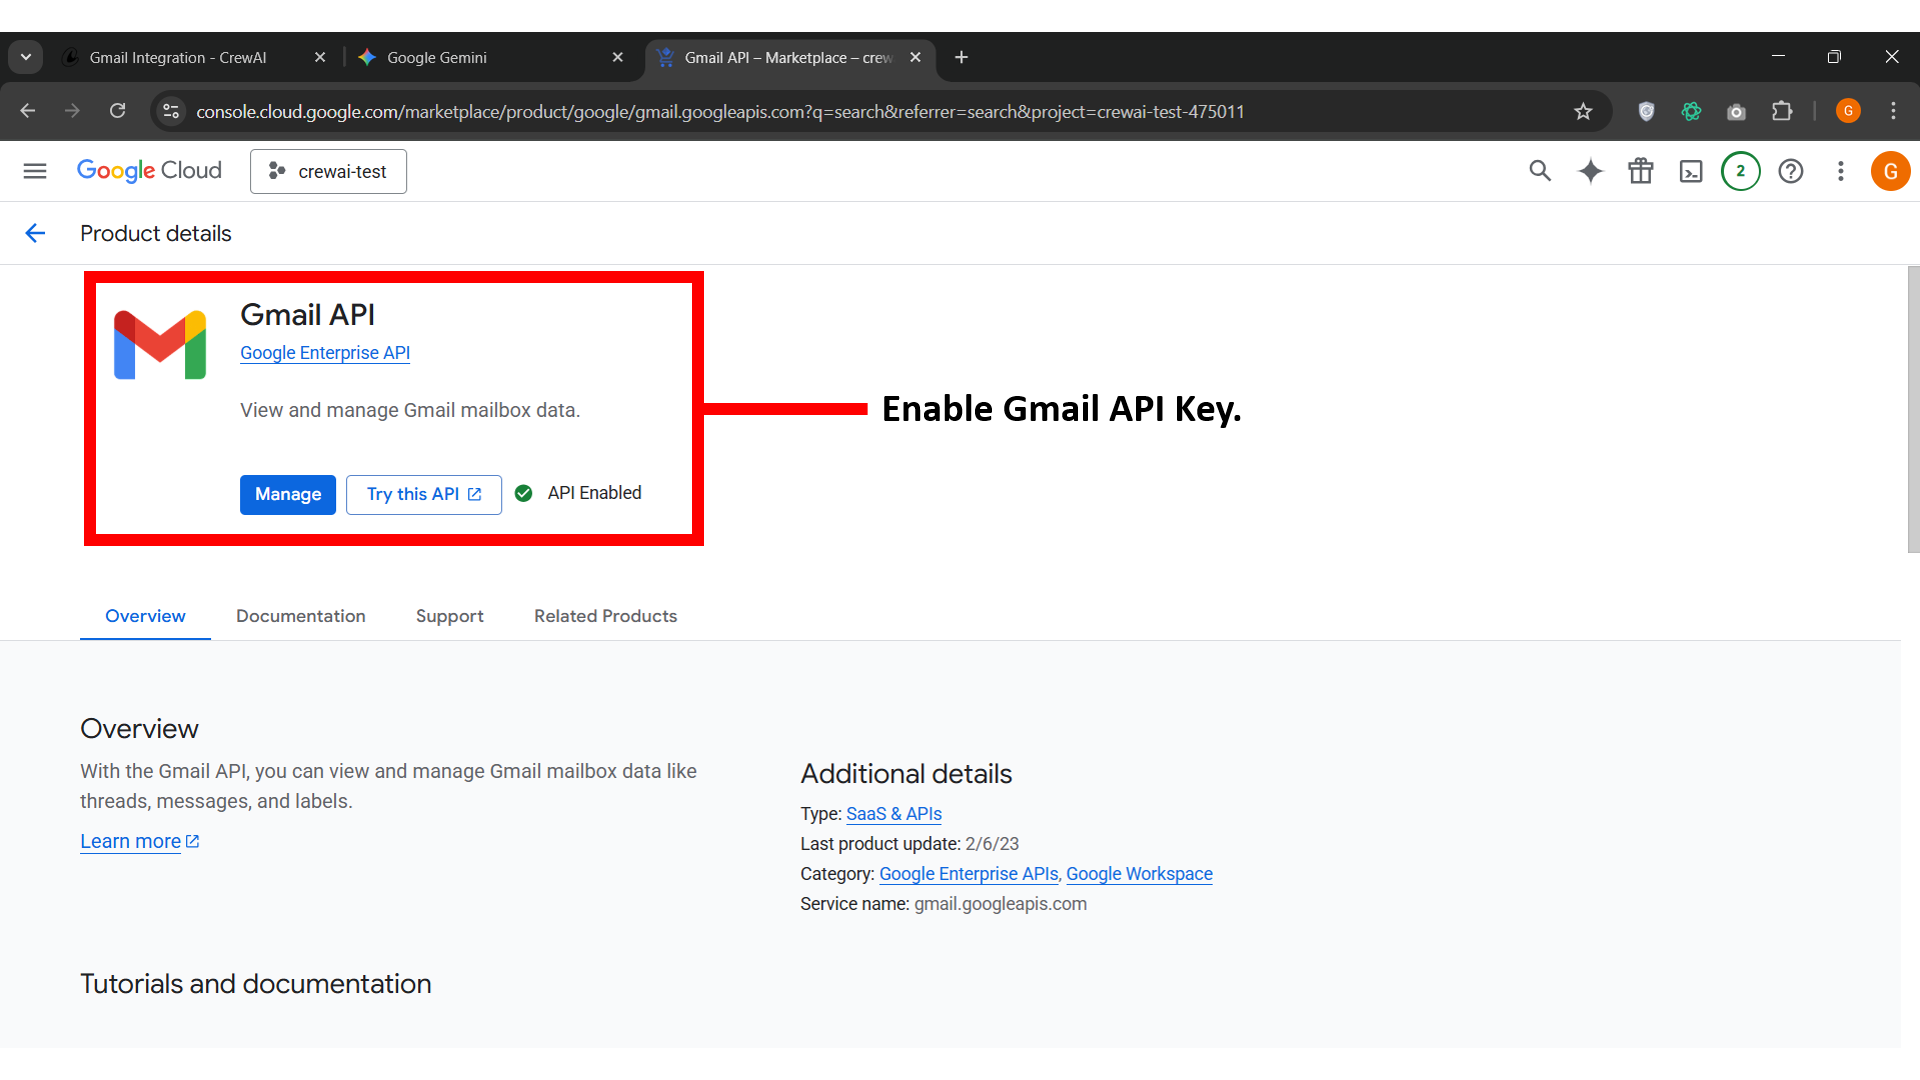 Gmail Integration - CrewAI
Google Gemini
Gmail API – Marketplace – crew
console.cloud.google.com/marketplace/product/google/gmail.googleapis.com?q=search&referrer=search&project=crewai-test-475011
G
Google Cloud
crewai-test
2
G
Product details
Gmail API
Google Enterprise API
View and manage Gmail mailbox data.
Enable Gmail API Key.
Manage
Try this API
API Enabled
Overview
Documentation
Support
Related Products
Overview
With the Gmail API, you can view and manage Gmail mailbox data like
threads, messages, and labels.
Learn more
Additional details
Type: SaaS & APIs
Last product update: 2/6/23
Category: Google Enterprise APIs, Google Workspace
Service name: gmail.googleapis.com
Tutorials and documentation